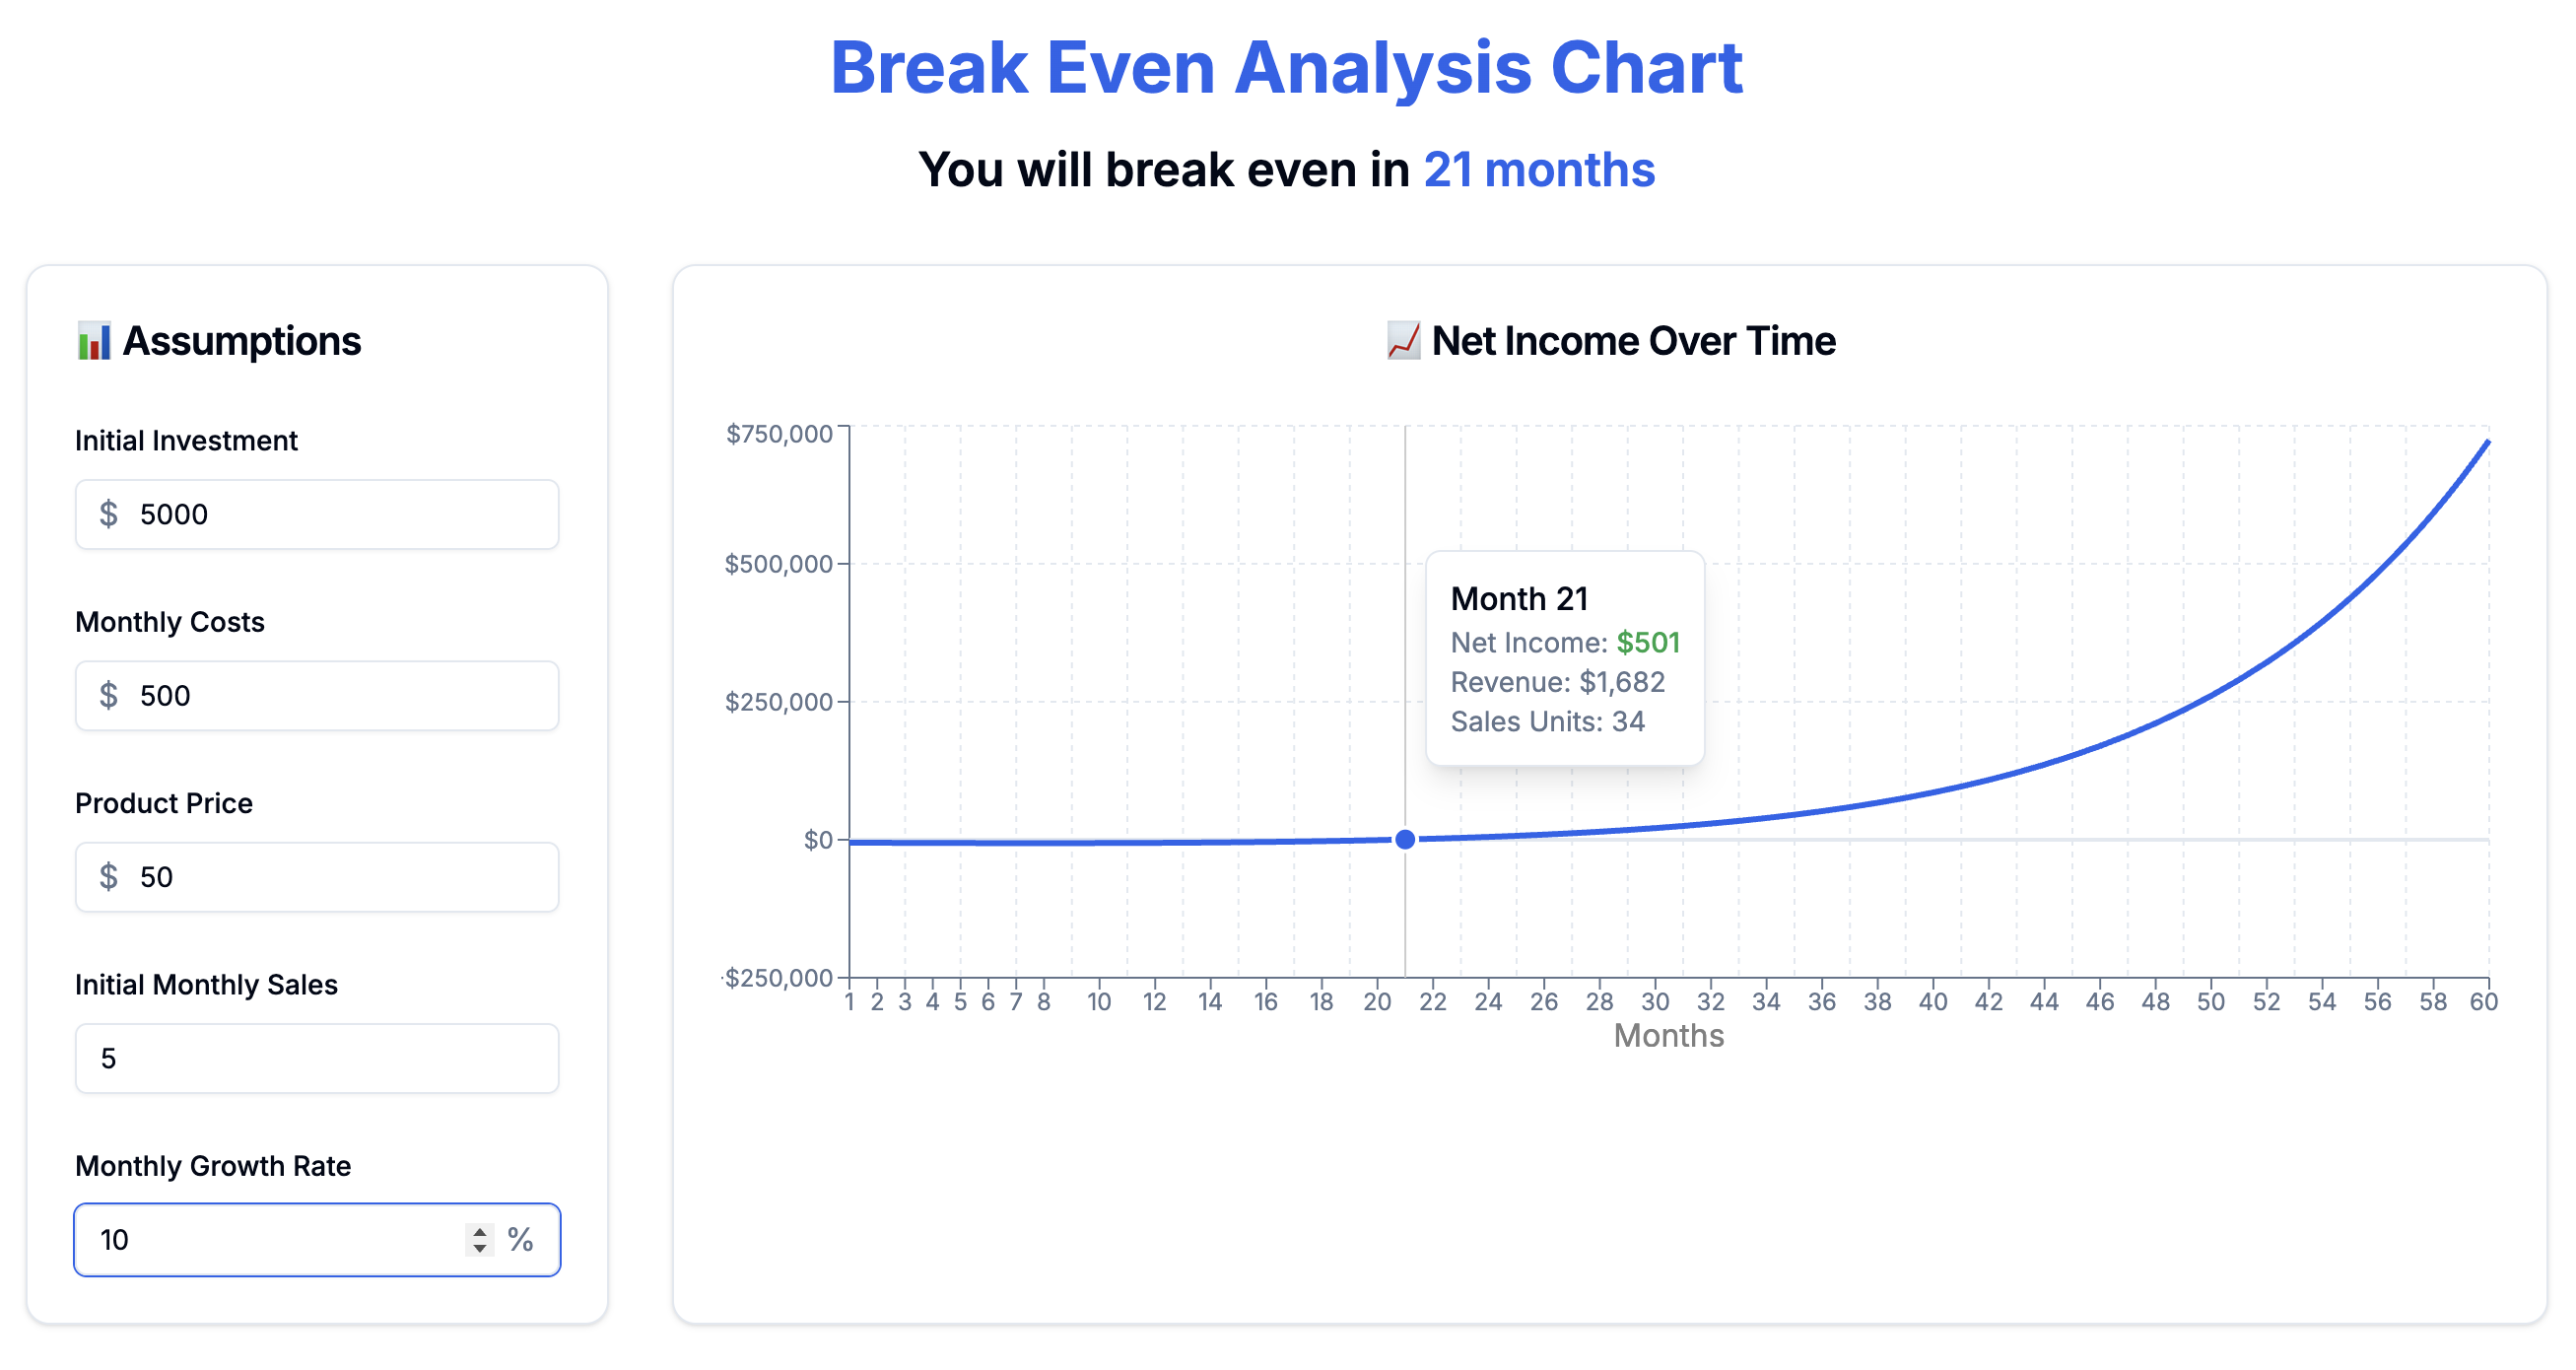 Break Even Analysis Chart
You will break even in 21 months
Assumptions
Initial Investment
$ 5000
Monthly Costs
$ 500
Product Price
$ 50
Initial Monthly Sales
5
Monthly Growth Rate
10 %
Net Income Over Time
$750,000
$500,000
$250,000
$0
-$250,000
Month 21
Net Income: $501
Revenue: $1,682
Sales Units: 34
1 2 3 4 5 6 7 8 10 12 14 16 18 20 22 24 26 28 30 32 34 36 38 40 42 44 46 48 50 52 54 56 58 60
Months